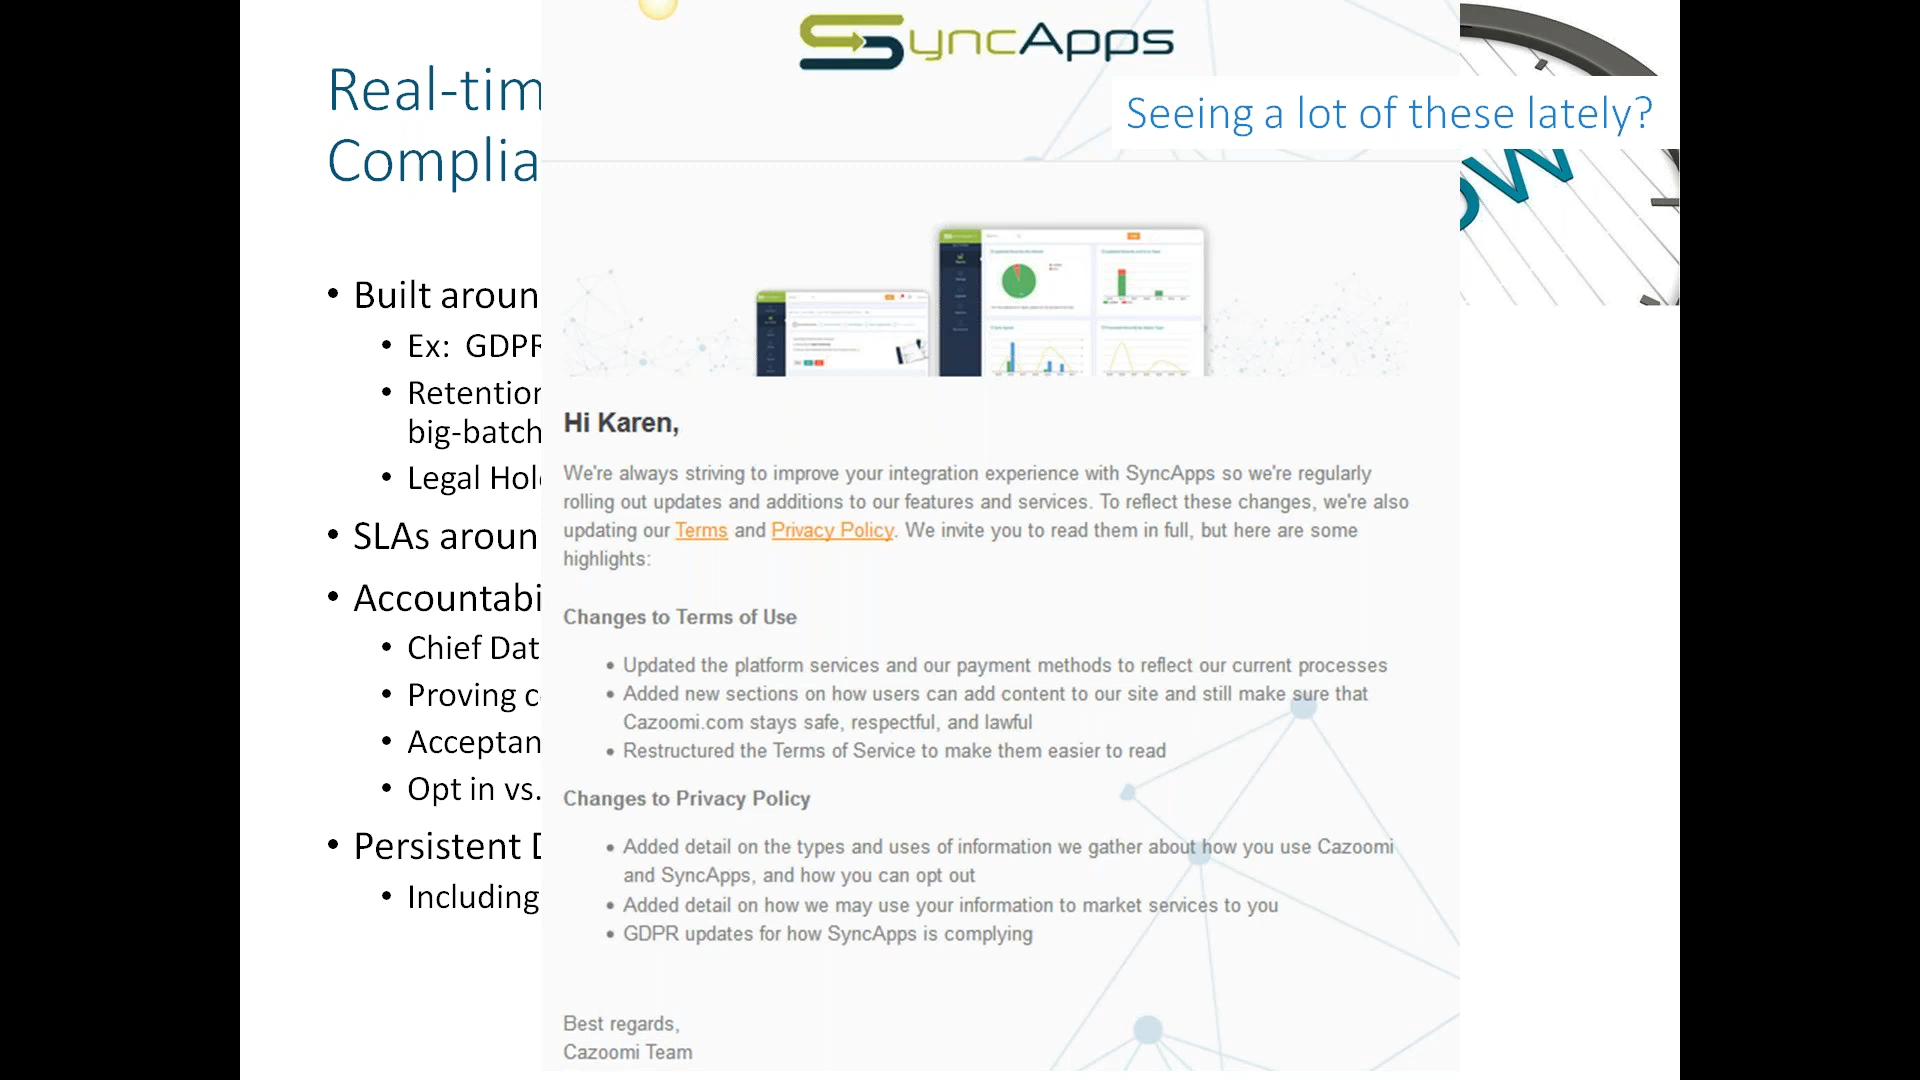 SyncApps
Seeing a lot of these lately?
Real-tim
Complia
• Built aroun
• Ex: GDPR
• Retention
big-batch
• Legal Hol
• SLAs aroun
• Accountabi
• Chief Dat
• Proving c
• Acceptan
• Opt in vs.
• Persistent D
• Including
Hi Karen,
We're always striving to improve your integration experience with SyncApps so we're regularly
rolling out updates and additions to our features and services. To reflect these changes, we're also
updating our Terms and Privacy Policy. We invite you to read them in full, but here are some
highlights:
Changes to Terms of Use
• Updated the platform services and our payment methods to reflect our current processes
• Added new sections on how users can add content to our site and still make sure that
Cazoomi.com stays safe, respectful, and lawful
• Restructured the Terms of Service to make them easier to read
Changes to Privacy Policy
• Added detail on the types and uses of information we gather about how you use Cazoomi
and SyncApps, and how you can opt out
• Added detail on how we may use your information to market services to you
• GDPR updates for how SyncApps is complying
Best regards,
Cazoomi Team